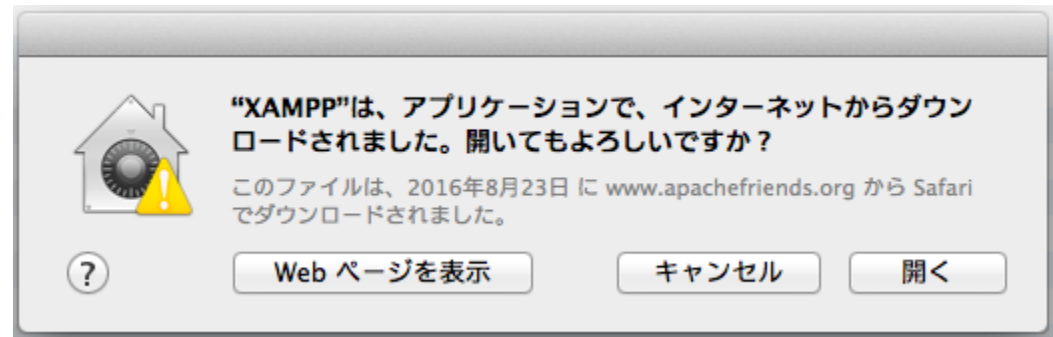 “XAMPP”は、アプリケーションで、インターネットからダウン
ロードされました。開いてもよろしいですか？
このファイルは、2016年8月23日 に www.apachefriends.org から Safari
でダウンロードされました。
?
Web ページを表示
キャンセル
開く